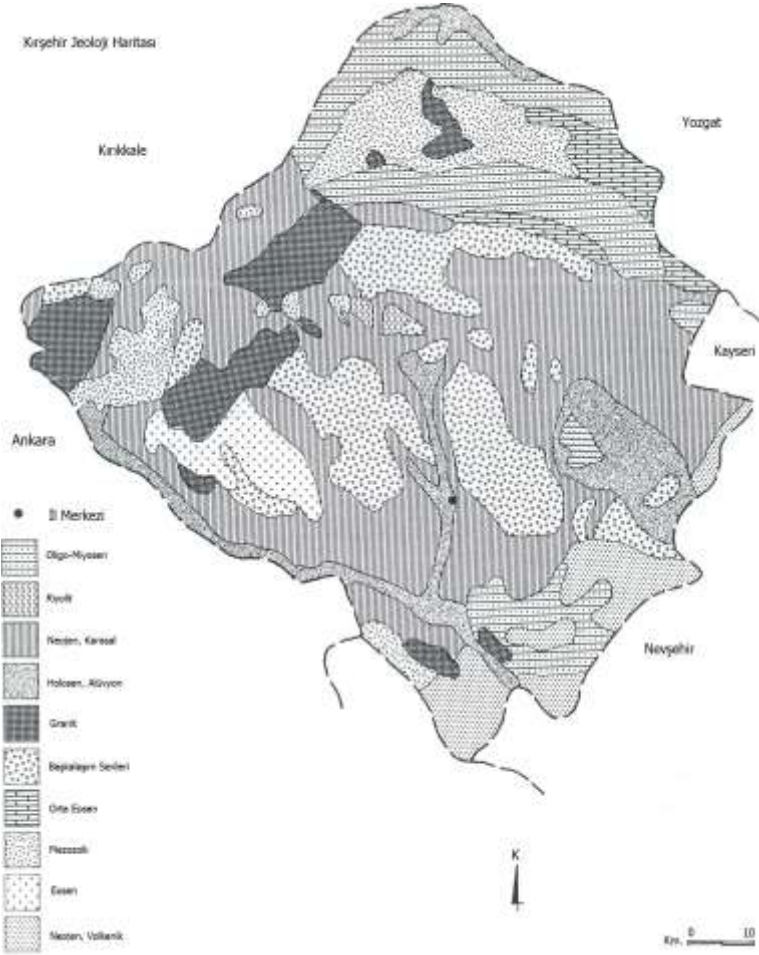 Kırşehir Jeoloji Haritası
Yozgat
Kırıkkale
Kayseri
Ankara
İl Merkezi
Oligo-Miyosen
Riyolit
Neojen, Karasal
Holosen, Alüvyon
Nevşehir
Granit
Başkalaşım Serileri
Orta Eosen
Mezozoik
Eosen
Neojen, Volkanik
K
Km. 0 10